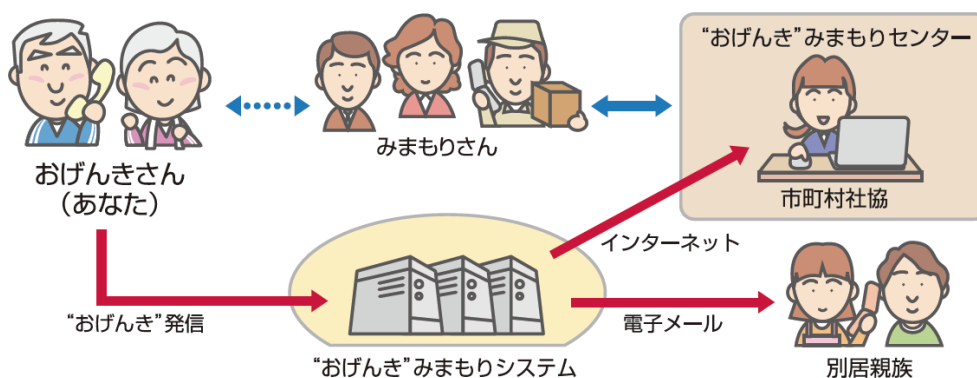 “おげんき”みまもりセンター
みまもりさん
おげんきさん
（あなた）
市町村社協
インターネット
“おげんき”発信
電子メール
“おげんき”みまもりシステム
別居親族